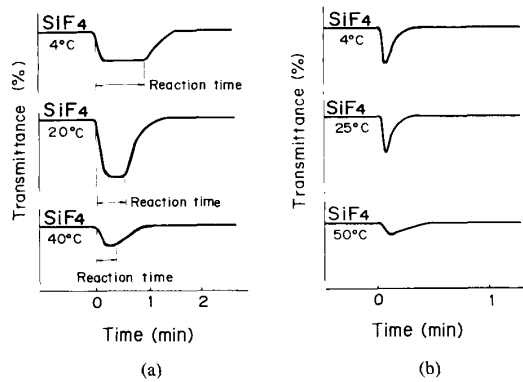 SiF4
4°C
Reaction time
SiF4
20°C
Reaction time
SiF4
40°C
Reaction time
Transmittance (%)
0 1 2
Time (min)
(a)
SiF4
4°C
SiF4
25°C
SiF4
50°C
Transmittance (%)
0 1
Time (min)
(b)